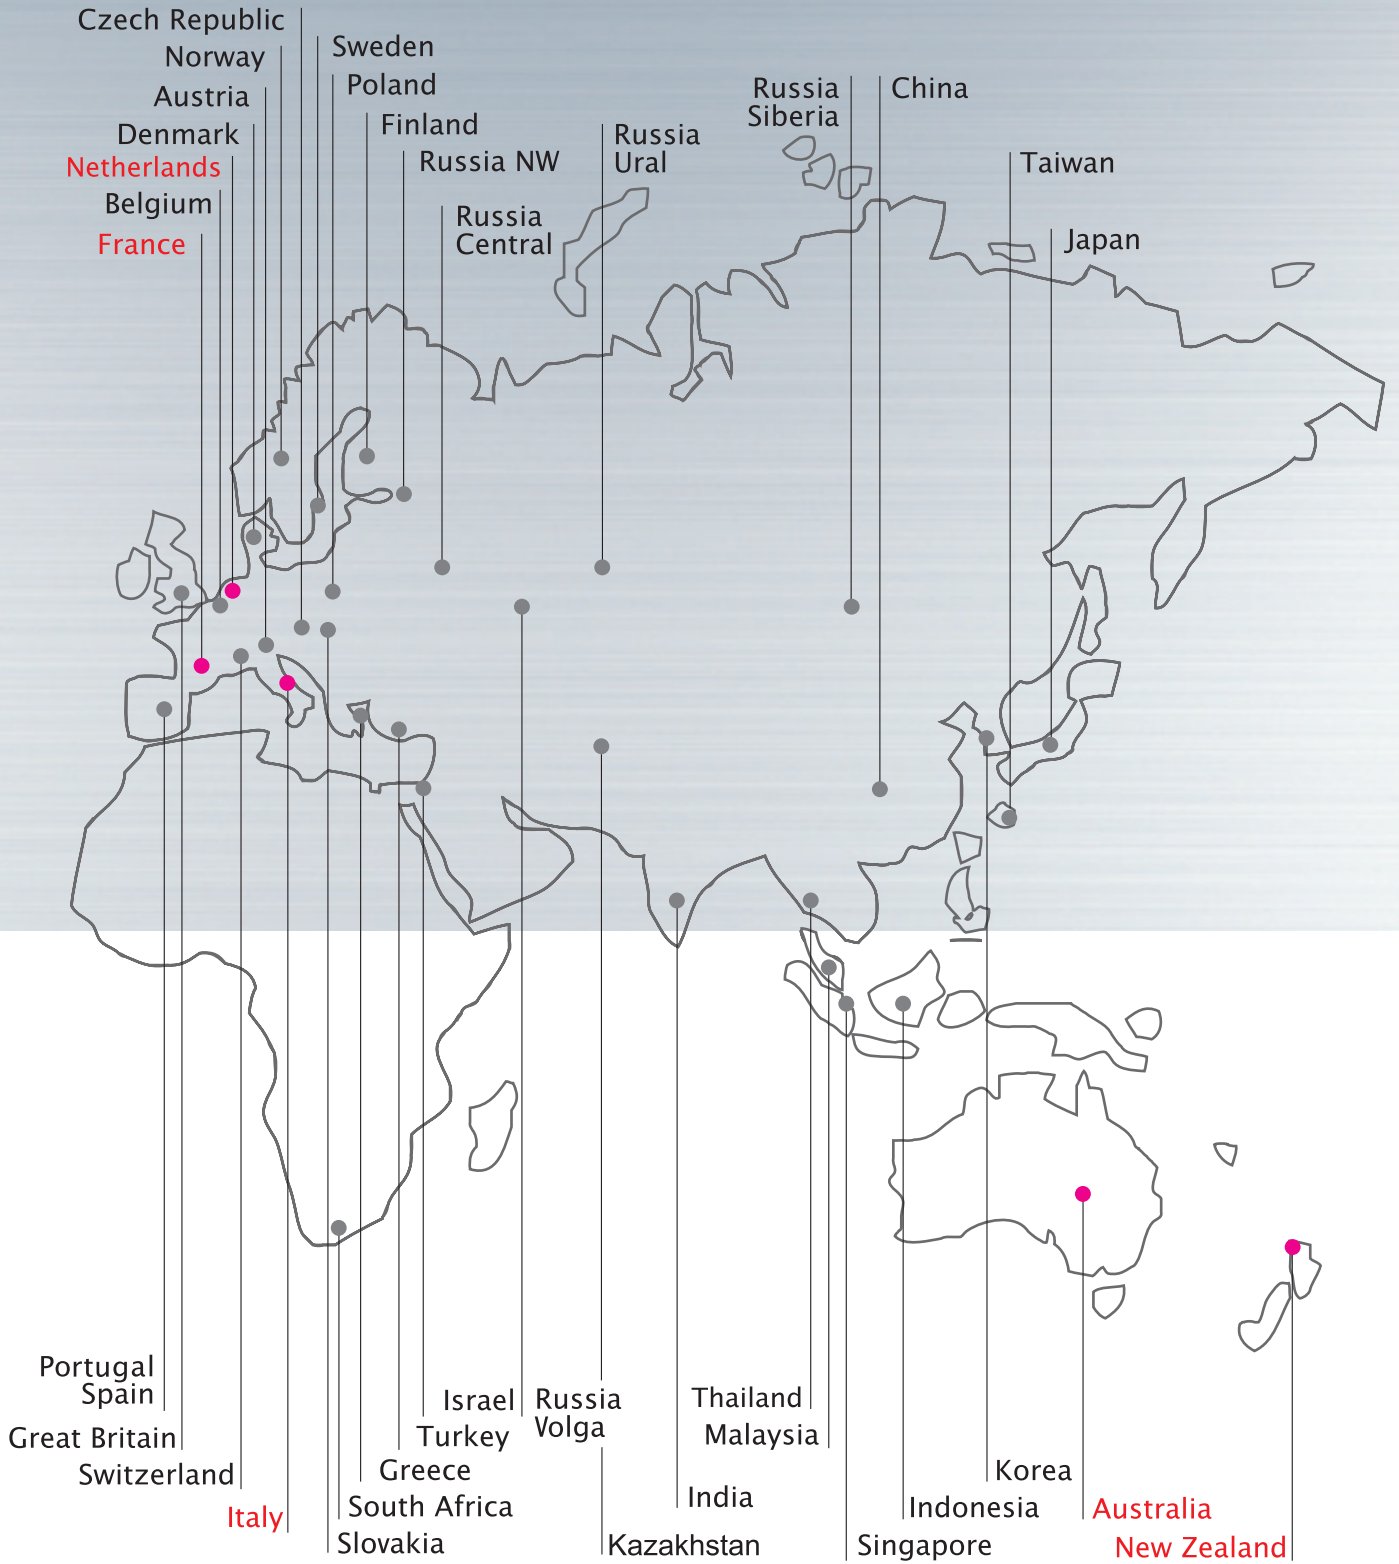 Czech Republic
Norway
Austria
Denmark
Netherlands
Belgium
France
Sweden
Poland
Finland
Russia NW
Russia
Central
Russia
Ural
Russia
Siberia
China
Taiwan
Japan
Portugal
Spain
Great Britain
Switzerland
Italy
Israel
Turkey
Greece
South Africa
Slovakia
Russia
Volga
Kazakhstan
India
Thailand
Malaysia
Singapore
Indonesia
Korea
Australia
New Zealand